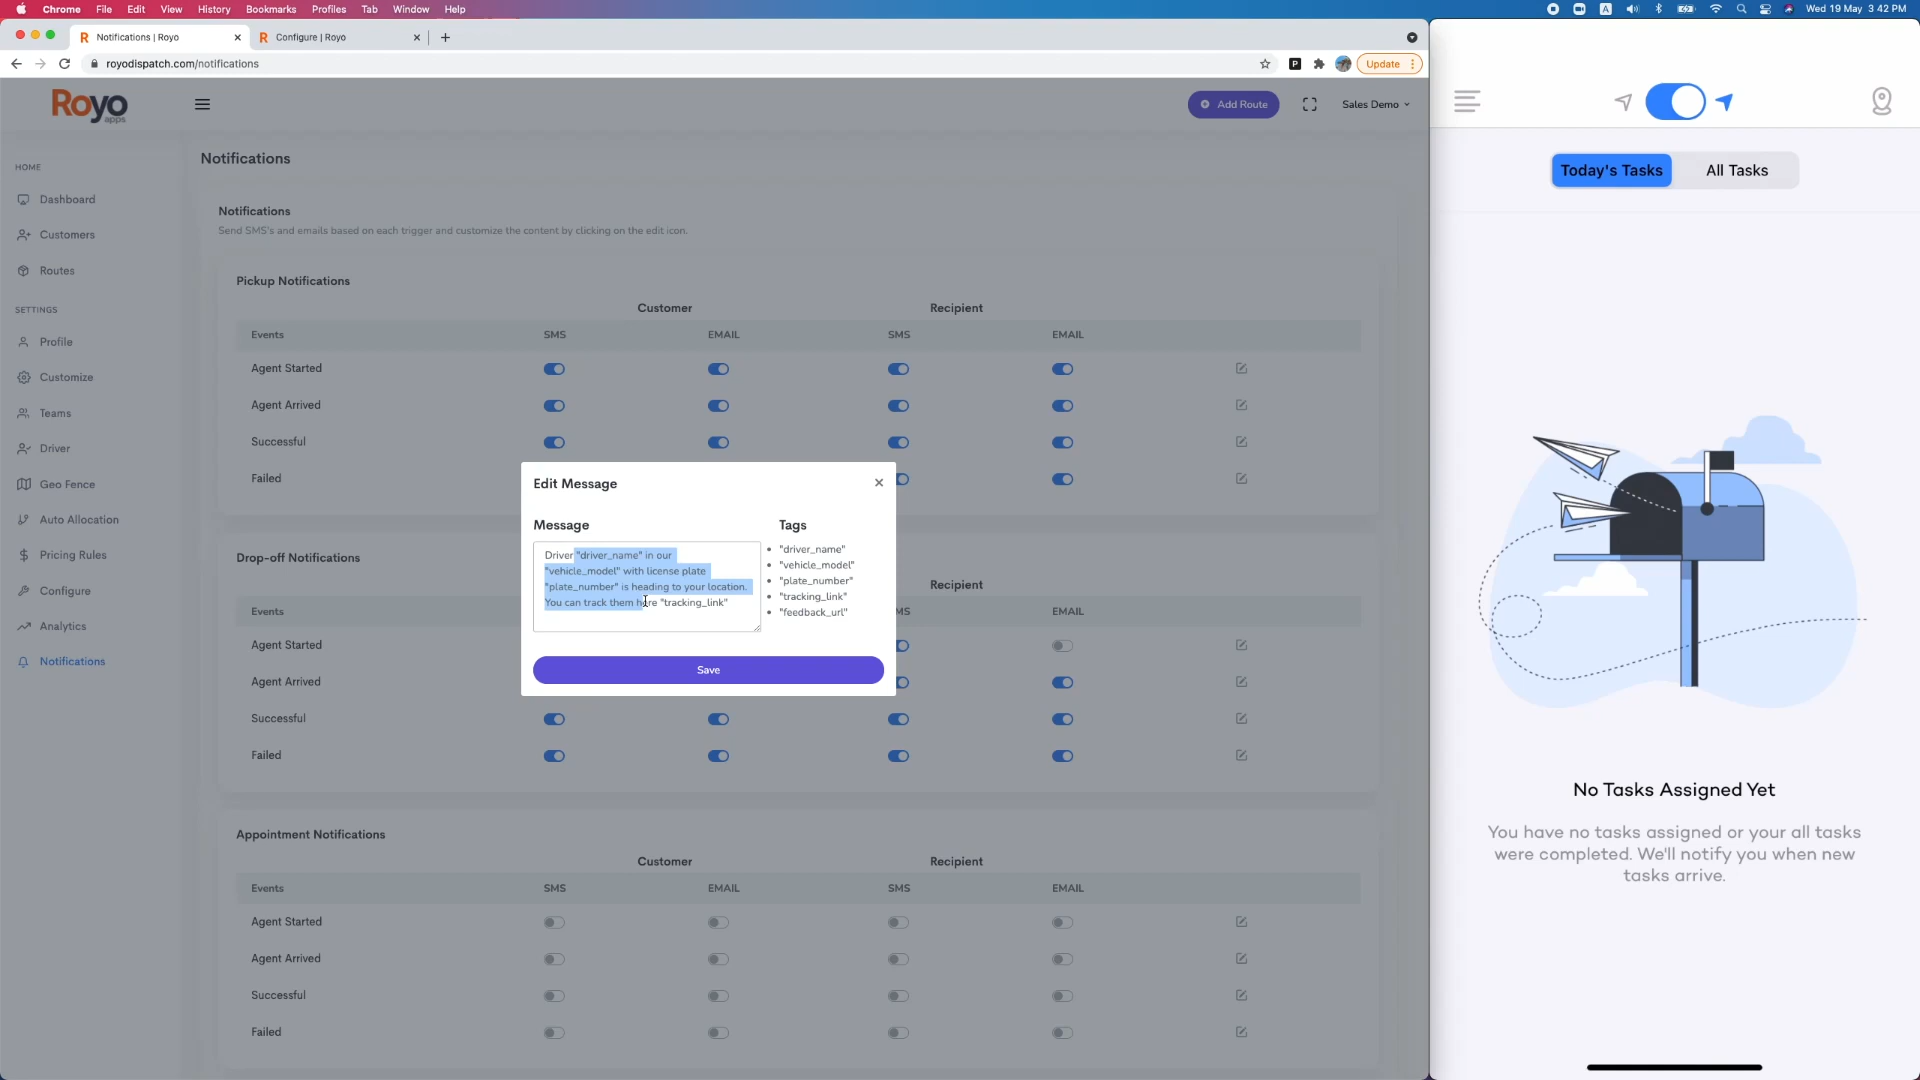 Chrome File Edit View History Bookmarks Profiles Tab Window Help
A
Wed 19 May 3 42 PM
R Notifications | Royo
R Configure | Royo
royodispatch.com/notifications
P
Update
Royo
apps
Add Route
Sales Demo
Notifications
HOME
Dashboard
Customers
Routes
SETTINGS
Profile
Customize
Teams
Driver
Geo Fence
Auto Allocation
Pricing Rules
Configure
Analytics
Notifications
Notifications
Send SMS's and emails based on each trigger and customize the content by clicking on the edit icon.
Pickup Notifications
Customer Recipient
Events SMS EMAIL SMS EMAIL
Agent Started
Agent Arrived
Successful
Failed
Drop-off Notifications
Recipient
Events MS EMAIL
Agent Started
Agent Arrived
Successful
Failed
Appointment Notifications
Customer Recipient
Events SMS EMAIL SMS EMAIL
Agent Started
Agent Arrived
Successful
Failed
Edit Message
Message
Driver "driver_name" in our
"vehicle_model" with license plate
"plate_number" is heading to your location.
You can track them here "tracking_link"
Tags
"driver_name"
"vehicle_model"
"plate_number"
"tracking_link"
"feedback_url"
Save
Today's Tasks All Tasks
No Tasks Assigned Yet
You have no tasks assigned or your all tasks
were completed. We'll notify you when new
tasks arrive.